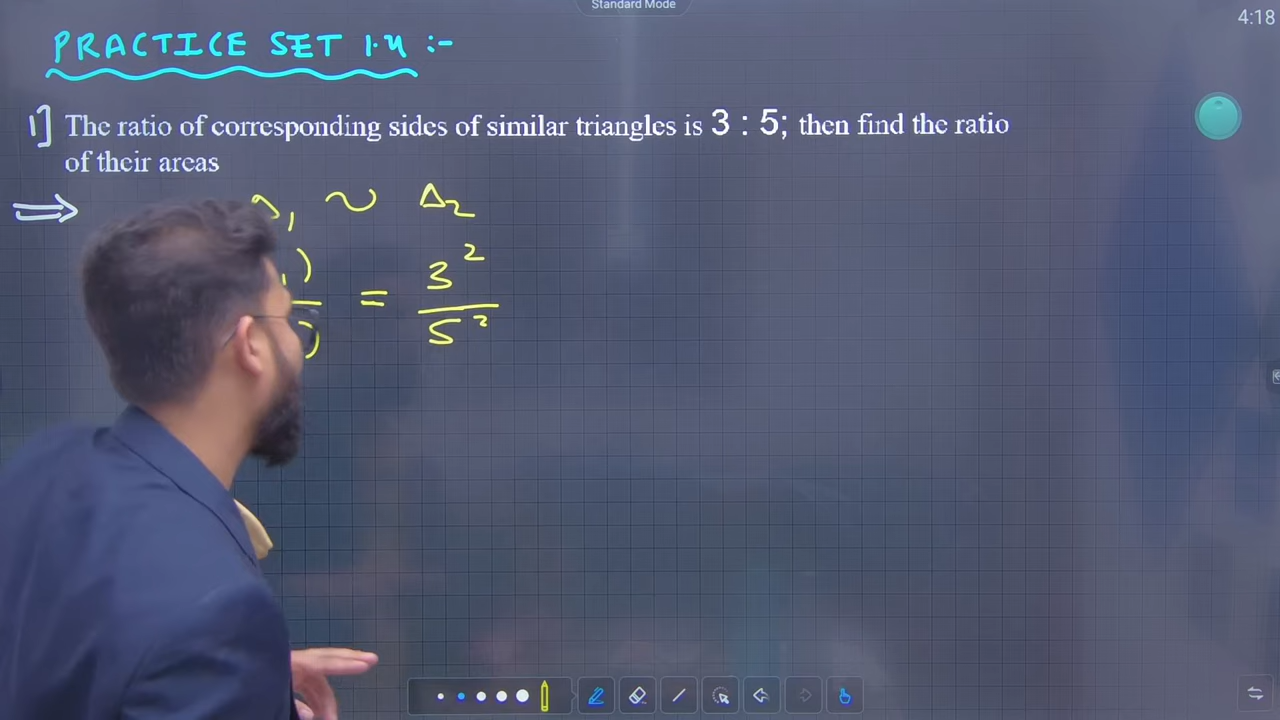 Standard Mode
4:18
PRACTICE SET 1.4 :-
1] The ratio of corresponding sides of similar triangles is 3 : 5; then find the ratio
of their areas
⇒ ~ Δ2
= 3²
5²